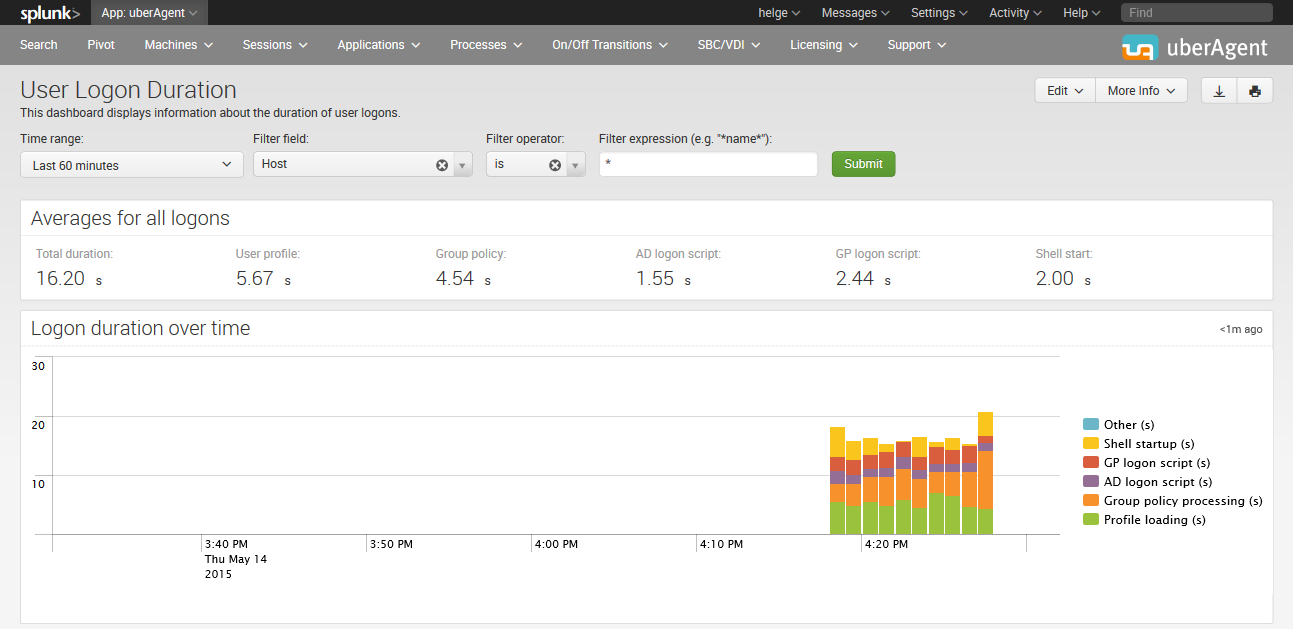 splunk> App: uberAgent helge Messages Settings Activity Help Find
Search Pivot Machines Sessions Applications Processes On/Off Transitions SBC/VDI Licensing Support uberAgent
User Logon Duration Edit More Info
This dashboard displays information about the duration of user logons.
Time range: Filter field: Filter operator: Filter expression (e.g. "*name*"):
Last 60 minutes Host is * Submit
Averages for all logons
Total duration: User profile: Group policy: AD logon script: GP logon script: Shell start:
16.20 s 5.67 s 4.54 s 1.55 s 2.44 s 2.00 s
Logon duration over time <1m ago
30
20
10
3:40 PM 3:50 PM 4:00 PM 4:10 PM 4:20 PM
Thu May 14
2015
Other (s)
Shell startup (s)
GP logon script (s)
AD logon script (s)
Group policy processing (s)
Profile loading (s)